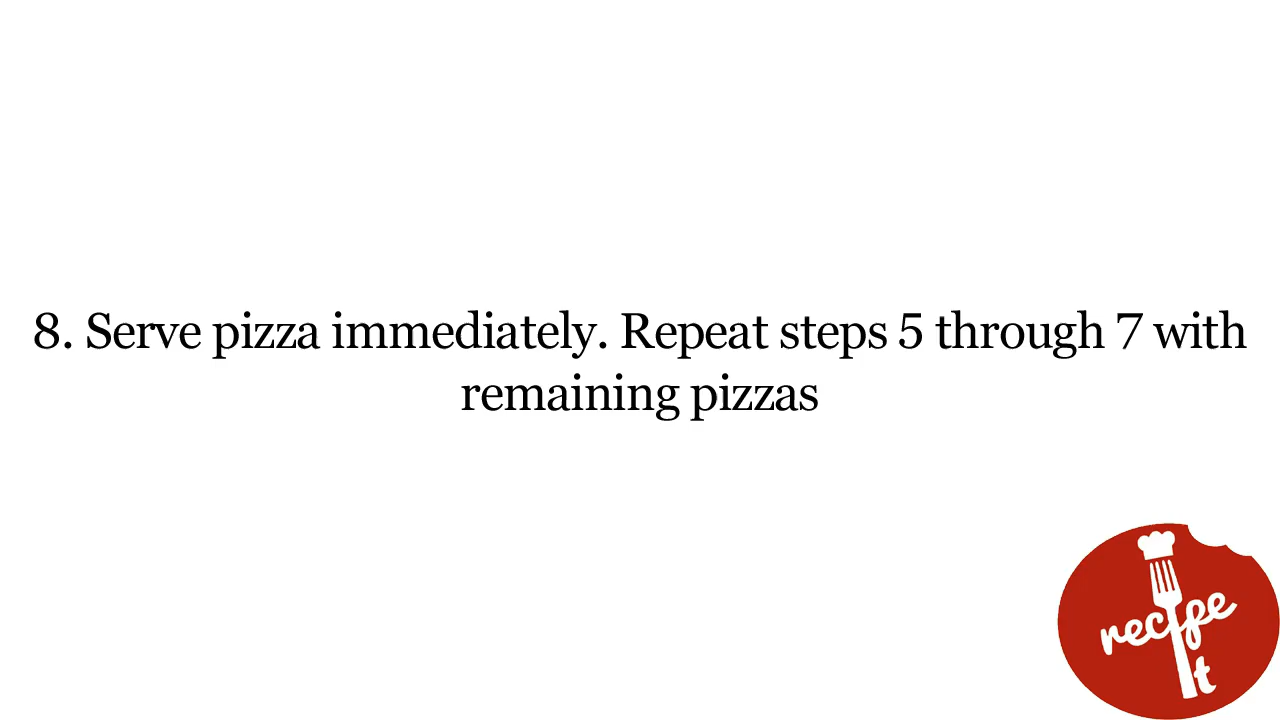 8. Serve pizza immediately. Repeat steps 5 through 7 with
remaining pizzas
recipe
it